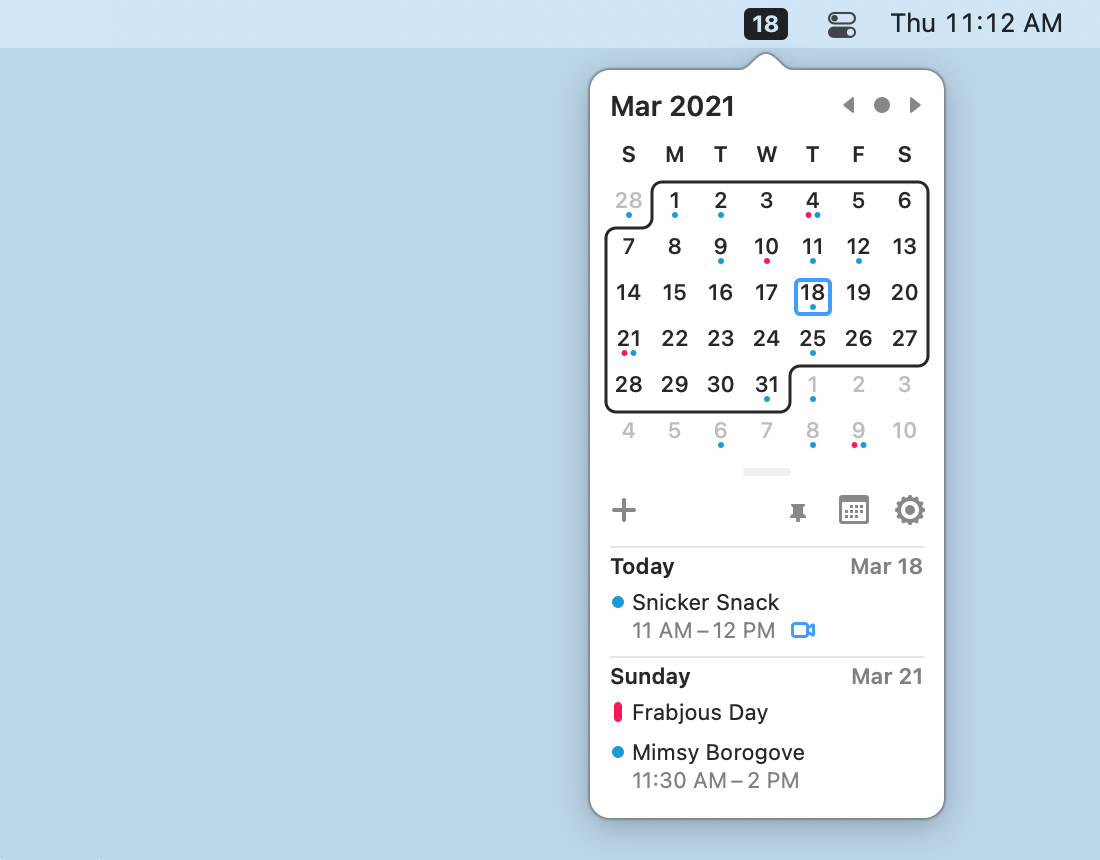 18 Thu 11:12 AM
Mar 2021
S M T W T F S
28 1 2 3 4 5 6
7 8 9 10 11 12 13
14 15 16 17 18 19 20
21 22 23 24 25 26 27
28 29 30 31 1 2 3
4 5 6 7 8 9 10
Today Mar 18
Snicker Snack
11 AM – 12 PM
Sunday Mar 21
Frabjous Day
Mimsy Borogove
11:30 AM – 2 PM